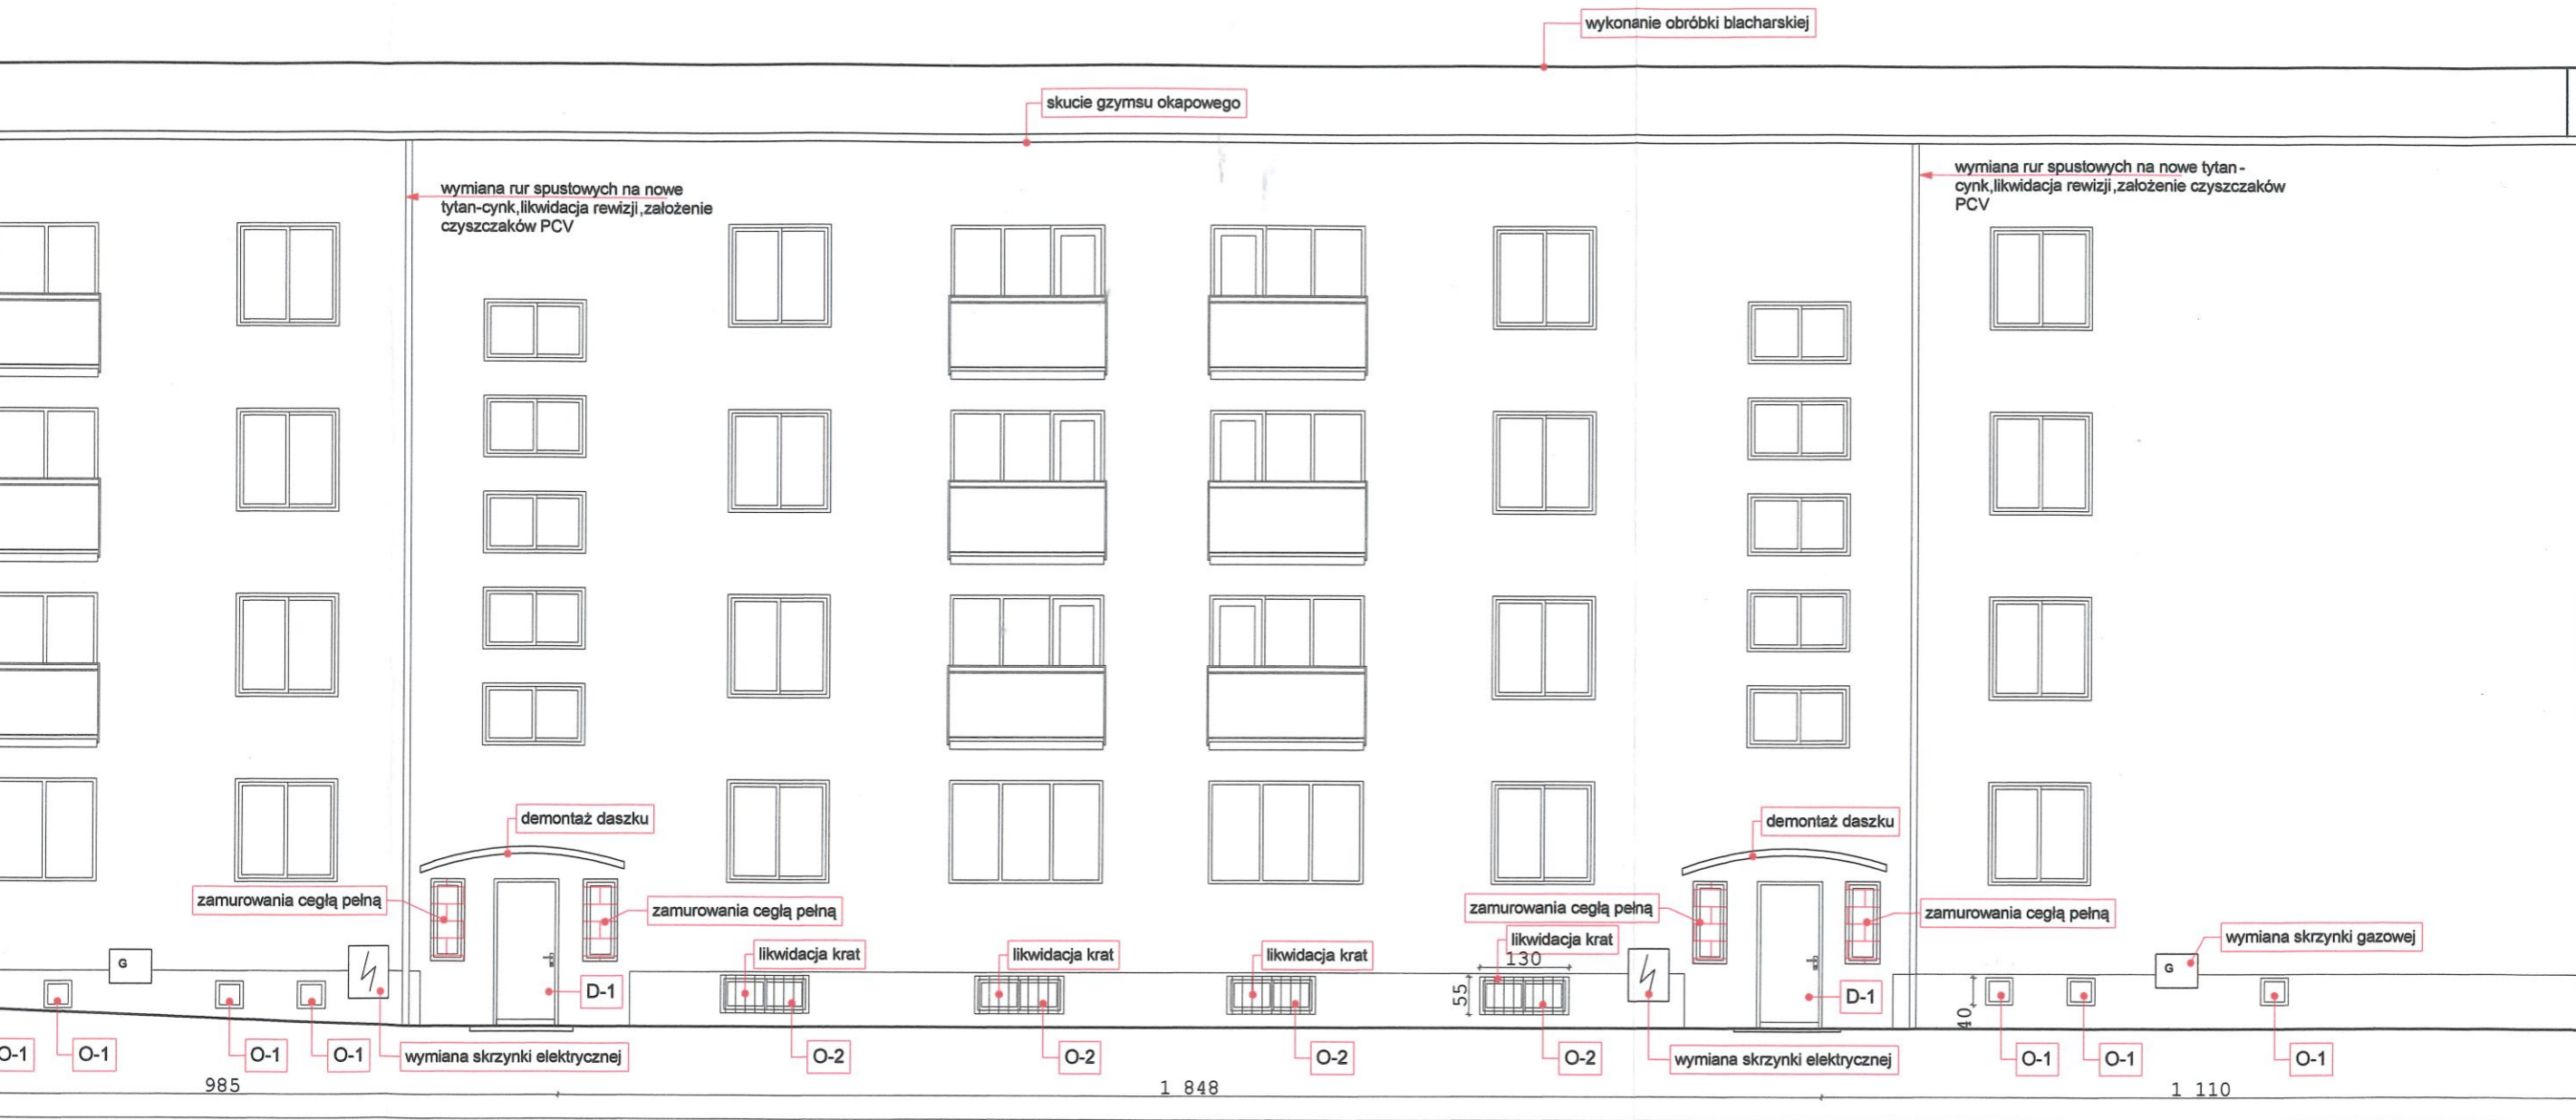 wykonanie obróbki blacharskiej
skucie gzymsu okapowego
wymiana rur spustowych na nowe
tytan-cynk,likwidacja rewizji,założenie
czyszczaków PCV
wymiana rur spustowych na nowe tytan-
cynk,likwidacja rewizji,założenie czyszczaków
PCV
demontaż daszku
demontaż daszku
zamurowania cegłą pełną
zamurowania cegłą pełną
zamurowania cegłą pełną
zamurowania cegłą pełną
likwidacja krat
likwidacja krat
likwidacja krat
likwidacja krat
wymiana skrzynki gazowej
130
55
40
G
G
D-1
D-1
O-1
O-1
O-1
O-1
wymiana skrzynki elektrycznej
O-2
O-2
O-2
O-2
wymiana skrzynki elektrycznej
O-1
O-1
O-1
985
1 848
1 110